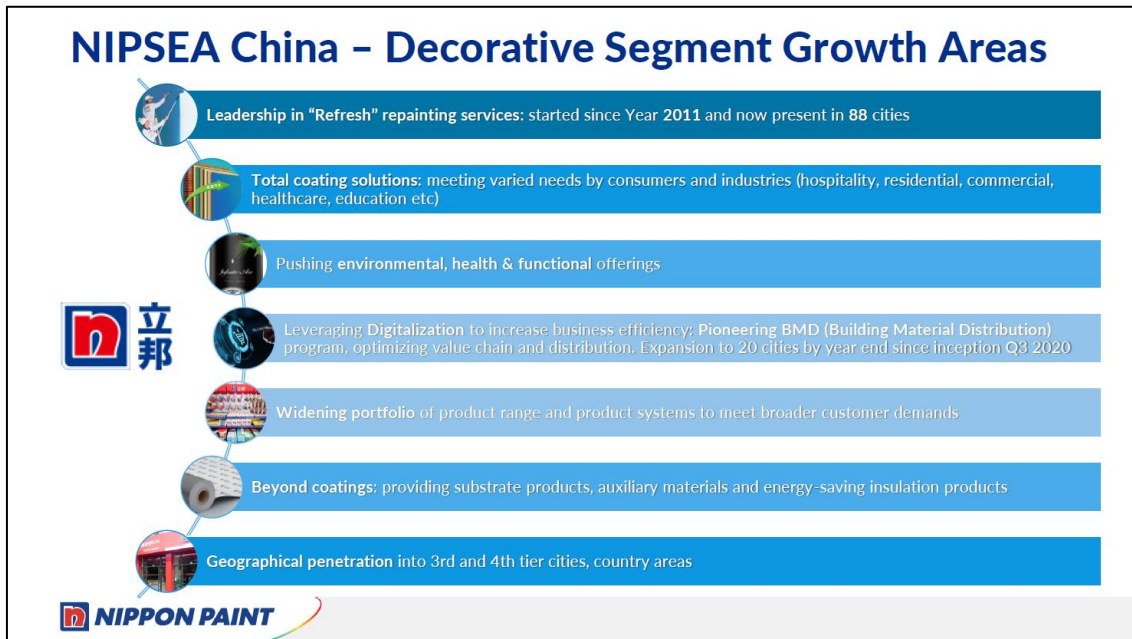 NIPSEA China – Decorative Segment Growth Areas
Leadership in “Refresh” repainting services: started since Year 2011 and now present in 88 cities
Total coating solutions: meeting varied needs by consumers and industries (hospitality, residential, commercial,
healthcare, education etc)
Pushing environmental, health & functional offerings
Leveraging Digitalization to increase business efficiency: Pioneering BMD (Building Material Distribution)
program, optimizing value chain and distribution. Expansion to 20 cities by year end since inception Q3 2020
n 立邦
Widening portfolio of product range and product systems to meet broader customer demands
Beyond coatings: providing substrate products, auxiliary materials and energy-saving insulation products
Geographical penetration into 3rd and 4th tier cities, country areas
n NIPPON PAINT